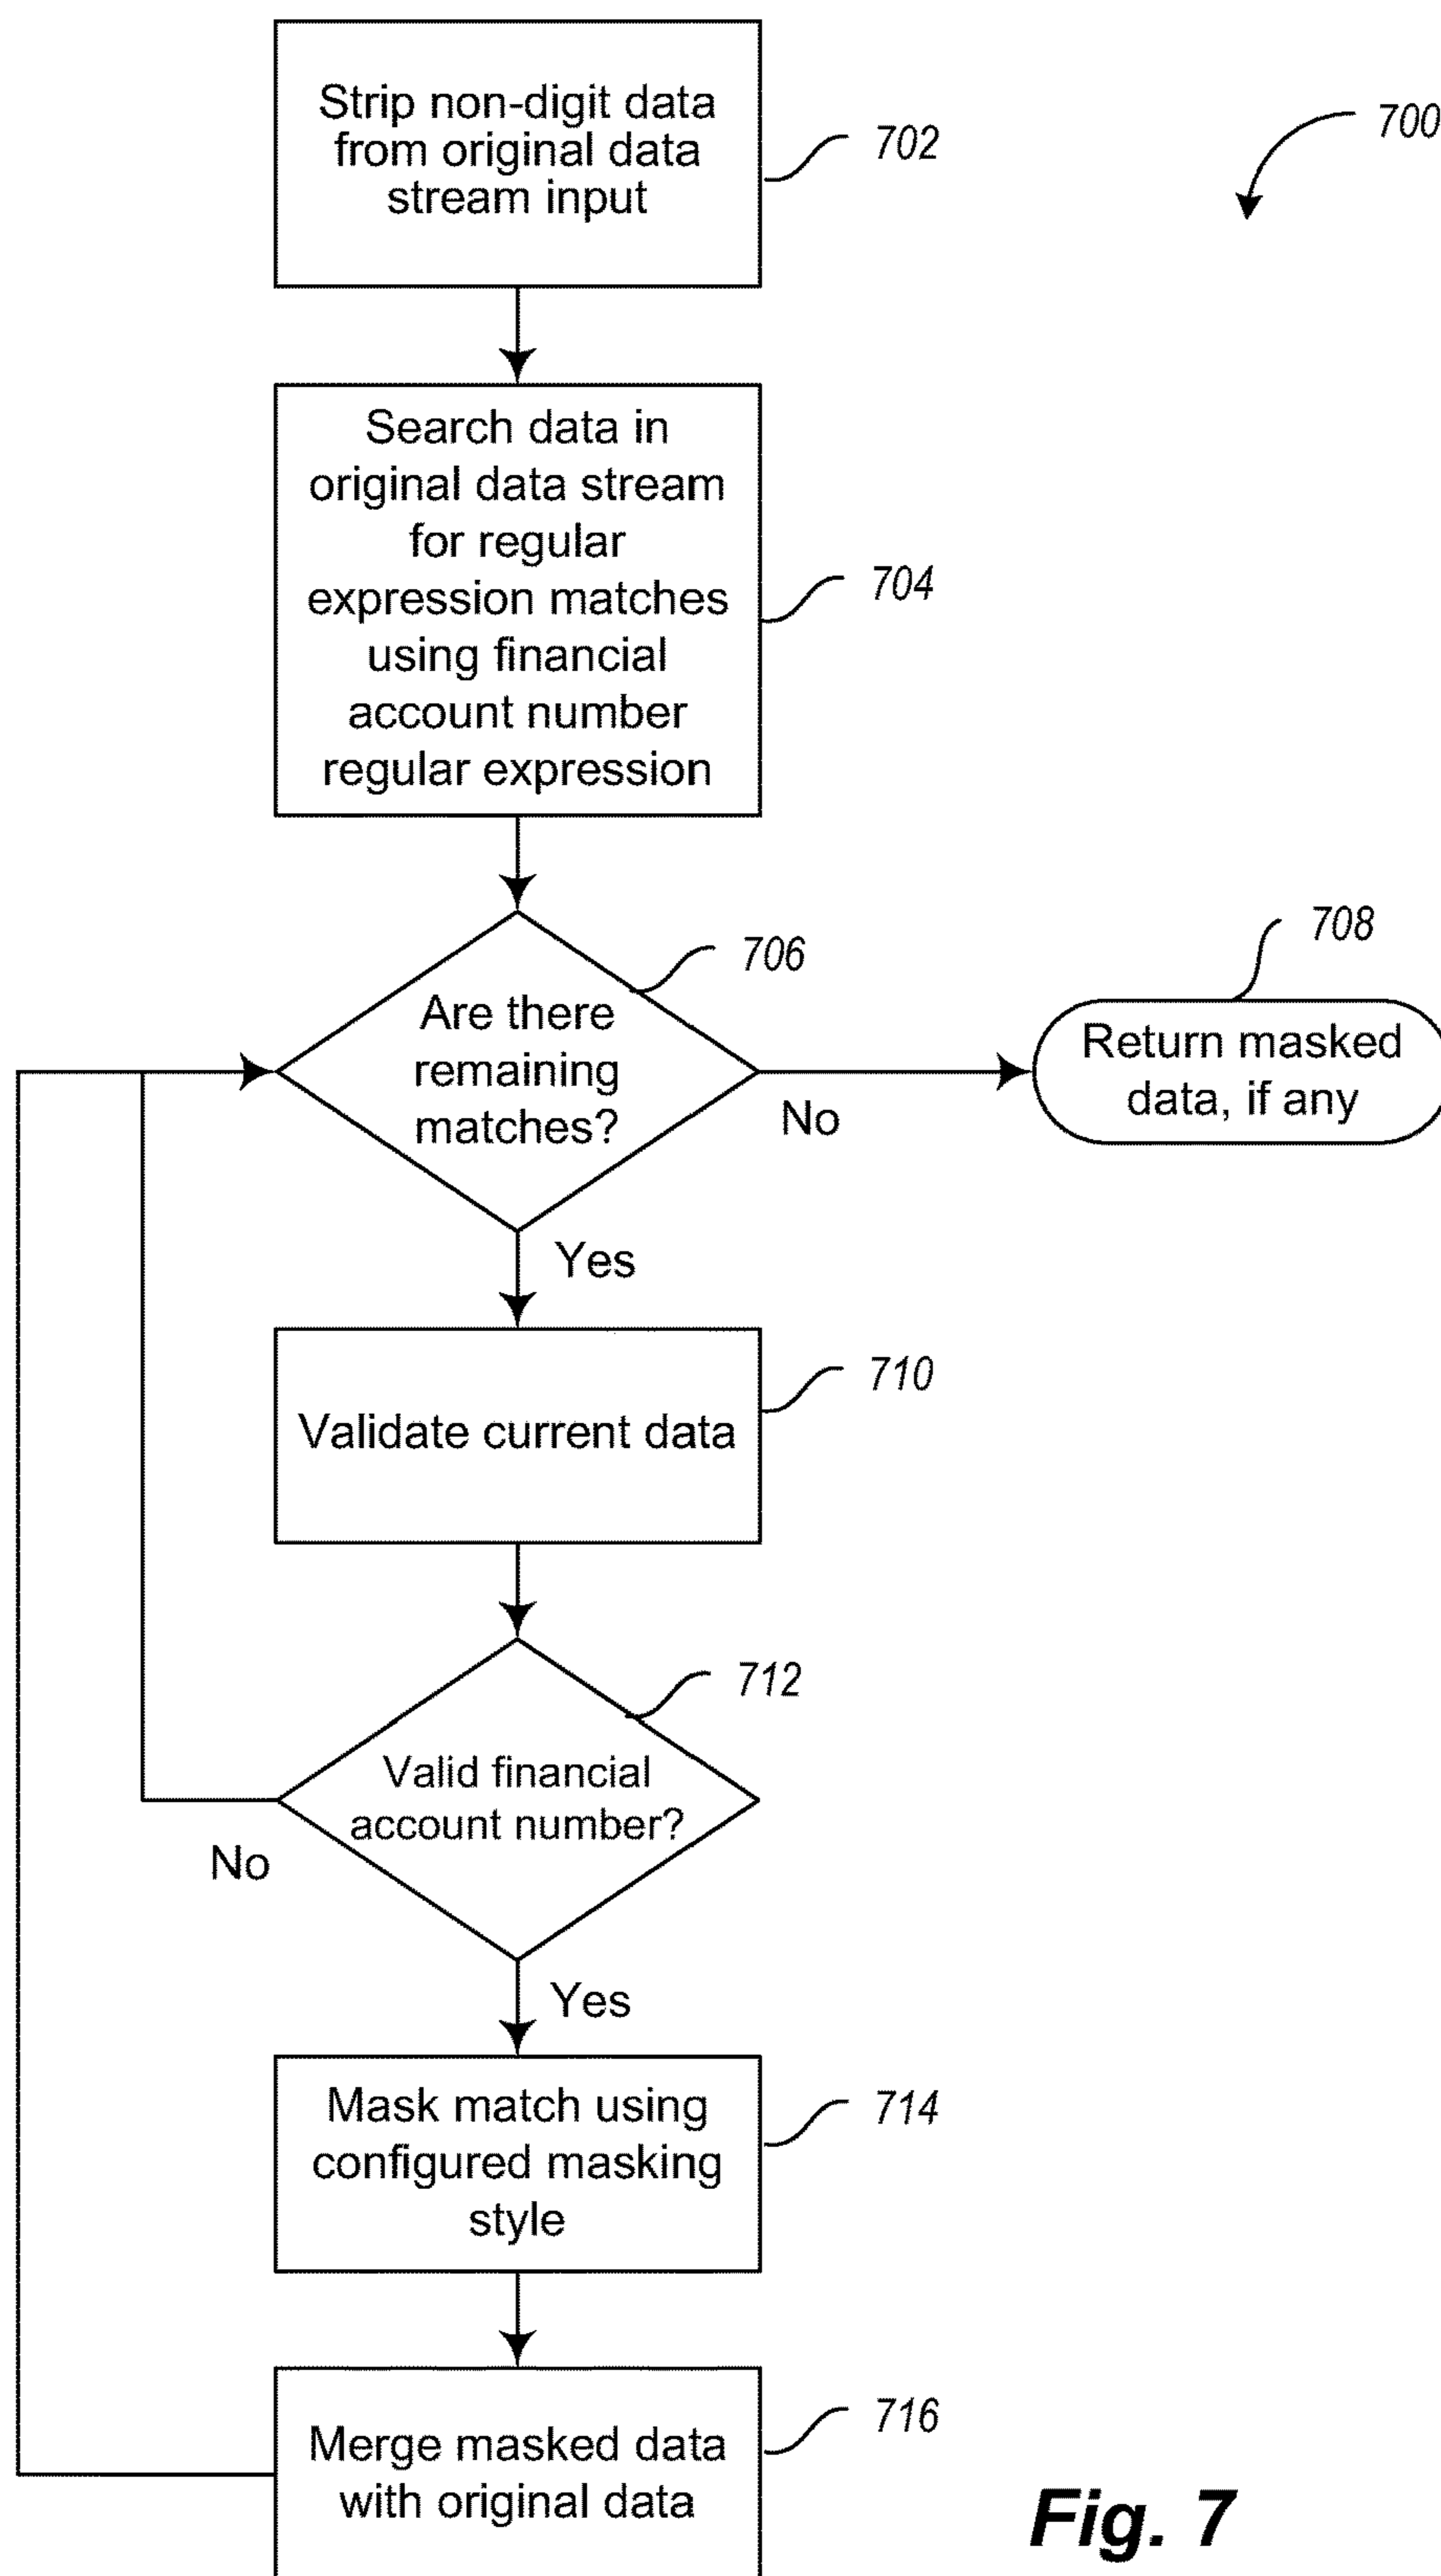 Strip non-digit data
from original data
stream input
702
700
Search data in
original data stream
for regular
expression matches
using financial
account number
regular expression
704
706
Are there
remaining
matches?
No
708
Return masked
data, if any
Yes
710
Validate current data
712
Valid financial
account number?
No
Yes
Mask match using
configured masking
style
714
Merge masked data
with original data
716
Fig. 7